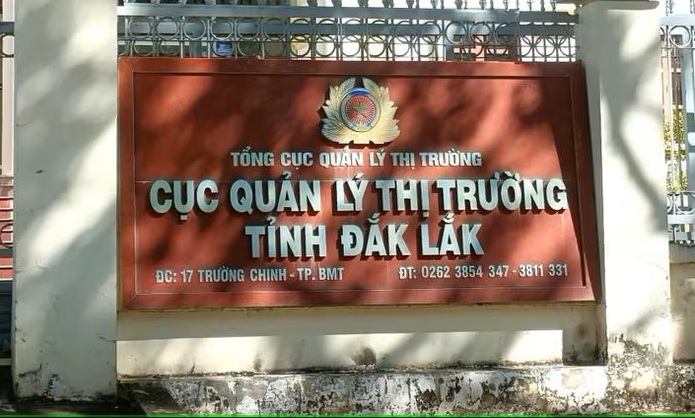 TỔNG CỤC QUẢN LÝ THỊ TRƯỜNG
CỤC QUẢN LÝ THỊ TRƯỜNG
TỈNH ĐẮK LẮK
ĐC: 17 TRƯỜNG CHINH - TP. BMT ĐT: 0262 3854 347 - 3811 331